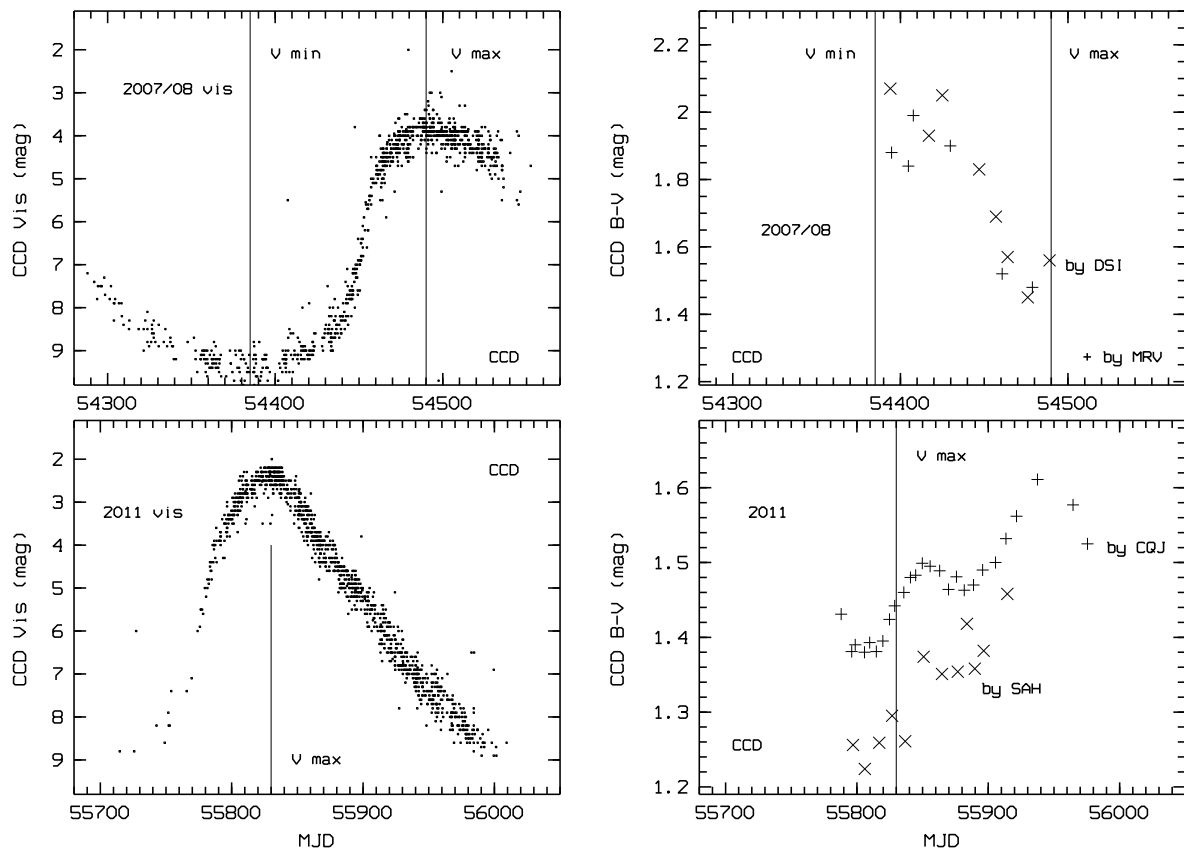 2
3
4
5
6
7
8
9
CCD Vis (mag)
2007/08 vis
V min
V max
CCD
54300
54400
54500
2.2
2
1.8
1.6
1.4
1.2
CCD B-V (mag)
V min
V max
2007/08
by DSI
+ by MRV
CCD
54300
54400
54500
2
3
4
5
6
7
8
9
CCD Vis (mag)
2011 vis
CCD
V max
55700
55800
55900
56000
MJD
1.6
1.5
1.4
1.3
1.2
CCD B-V (mag)
2011
V max
by CQJ
by SAH
CCD
55700
55800
55900
56000
MJD